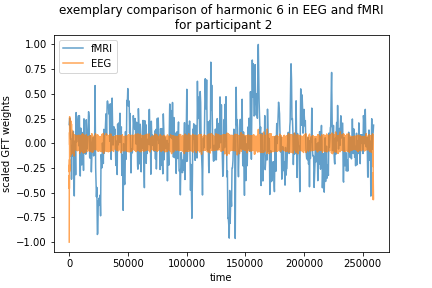 exemplary comparison of harmonic 6 in EEG and fMRI
for participant 2
fMRI
EEG
1.00
0.75
0.50
0.25
0.00
−0.25
−0.50
−0.75
−1.00
scaled GFT weights
0
50000
100000
150000
200000
250000
time